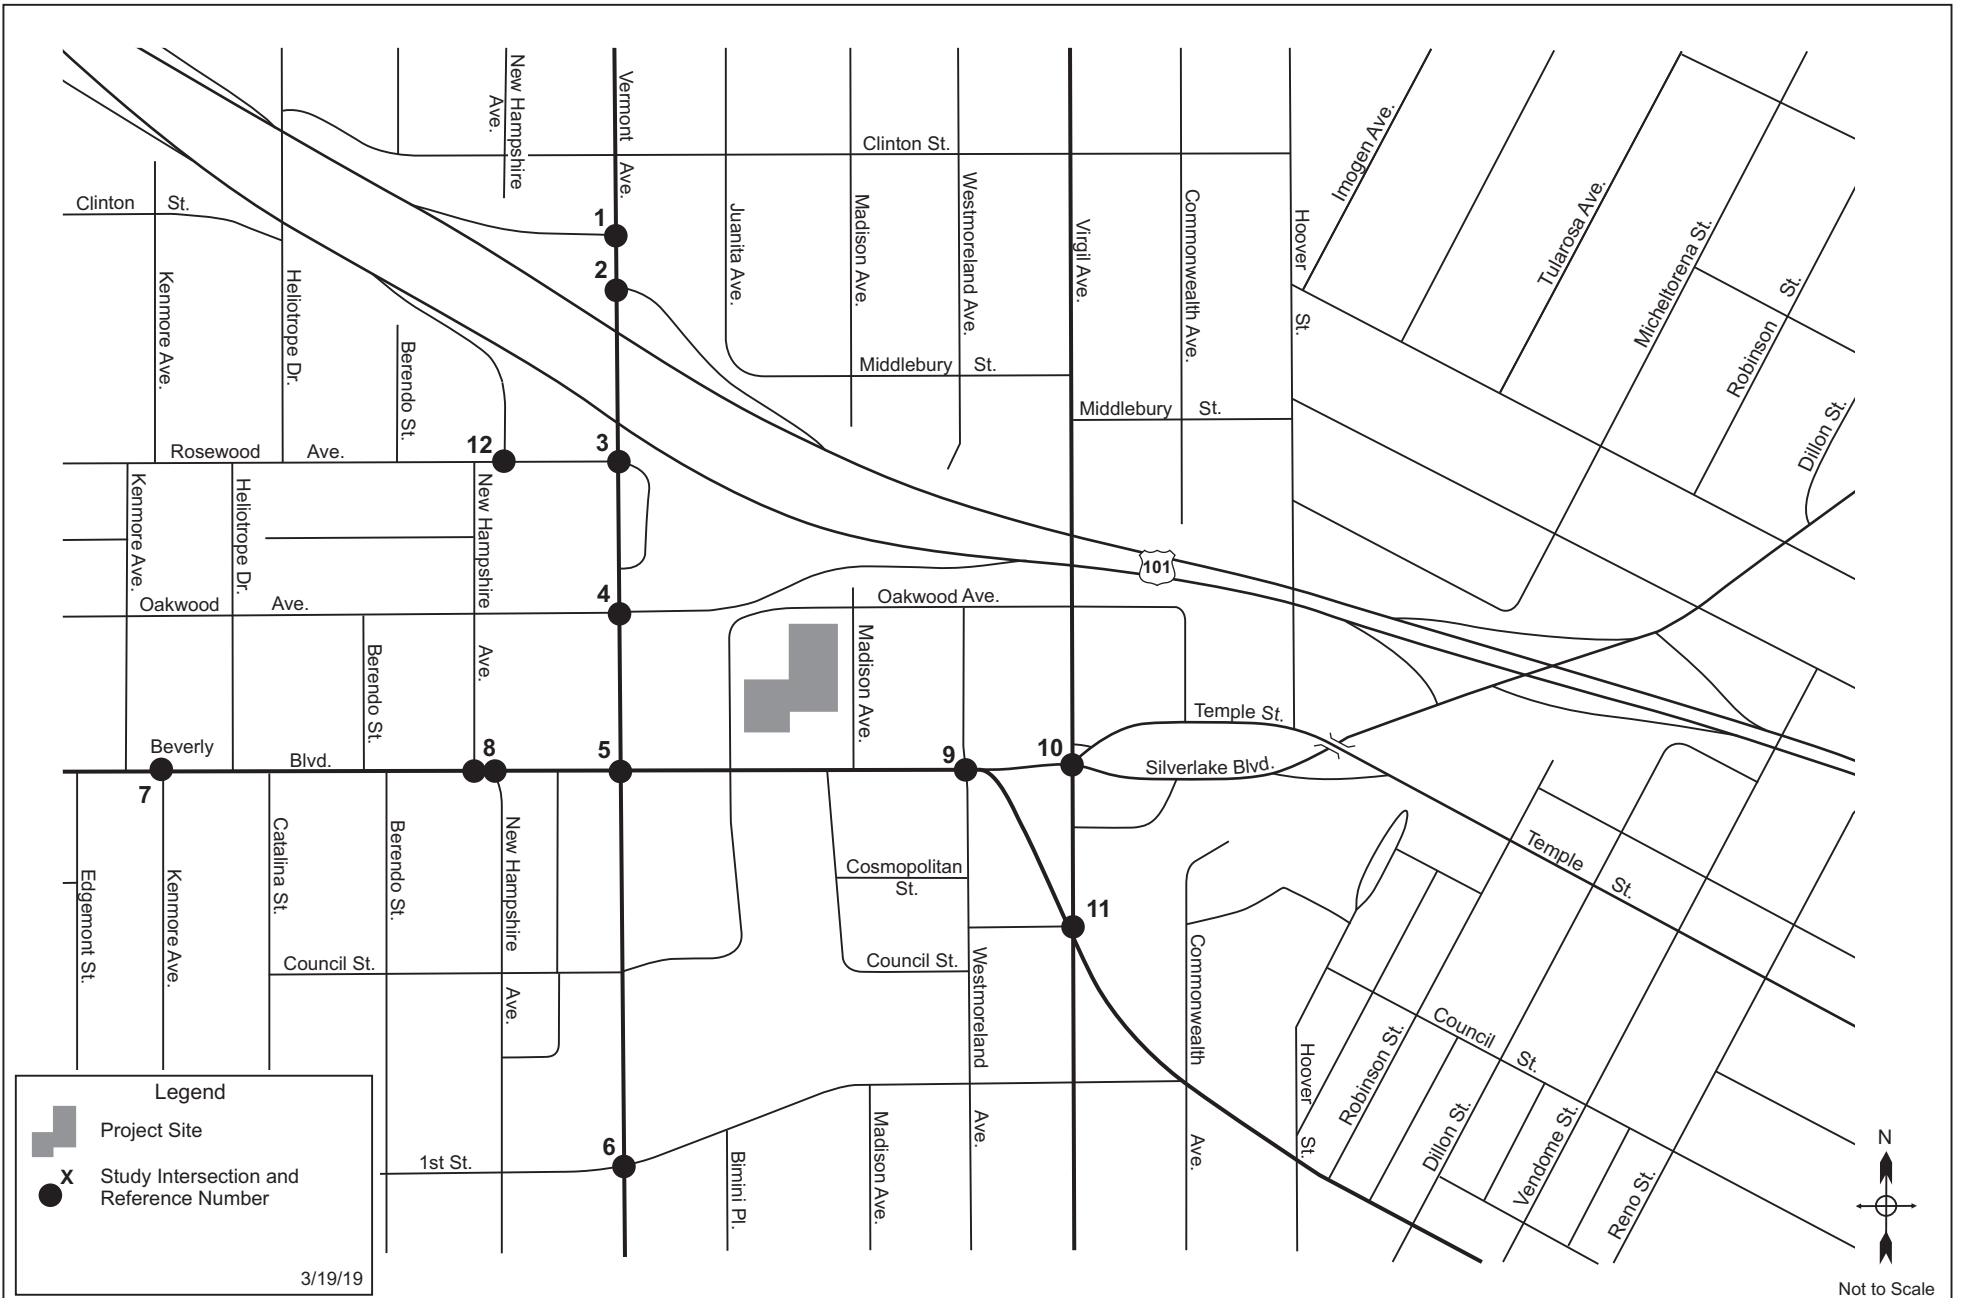 New Hampshire
Ave.
Vermont
Ave.
Clinton St.
Imogen Ave.
Tularosa Ave.
Micheltorena St.
Robinson
St.
Dillon St.
Clinton
St.
1
2
Kenmore Ave.
Heliotrope Dr.
Berendo St.
Juanita Ave.
Madison Ave.
Westmoreland Ave.
Virgil Ave.
Commonwealth Ave.
Hoover
St.
Middlebury
St.
Middlebury
St.
Rosewood
Ave.
12
3
Kenmore Ave.
Heliotrope Dr.
New Hampshire
Ave.
101
Oakwood
Ave.
4
Oakwood Ave.
Berendo St.
Madison Ave.
Temple St.
Silverlake Blvd.
Beverly
Blvd.
7
8
5
9
10
Edgemont St.
Kenmore Ave.
Catalina St.
Berendo St.
New Hampshire
Ave.
Cosmopolitan
St.
11
Temple
St.
Council St.
Council St.
Westmoreland
Ave.
Commonwealth
Ave.
Hoover
St.
Council
St.
Robinson St.
Dillon St.
Vendome St.
Reno St.
6
1st St.
Bimini Pl.
Madison Ave.
Legend
Project Site
X
Study Intersection and
Reference Number
3/19/19
N
Not to Scale